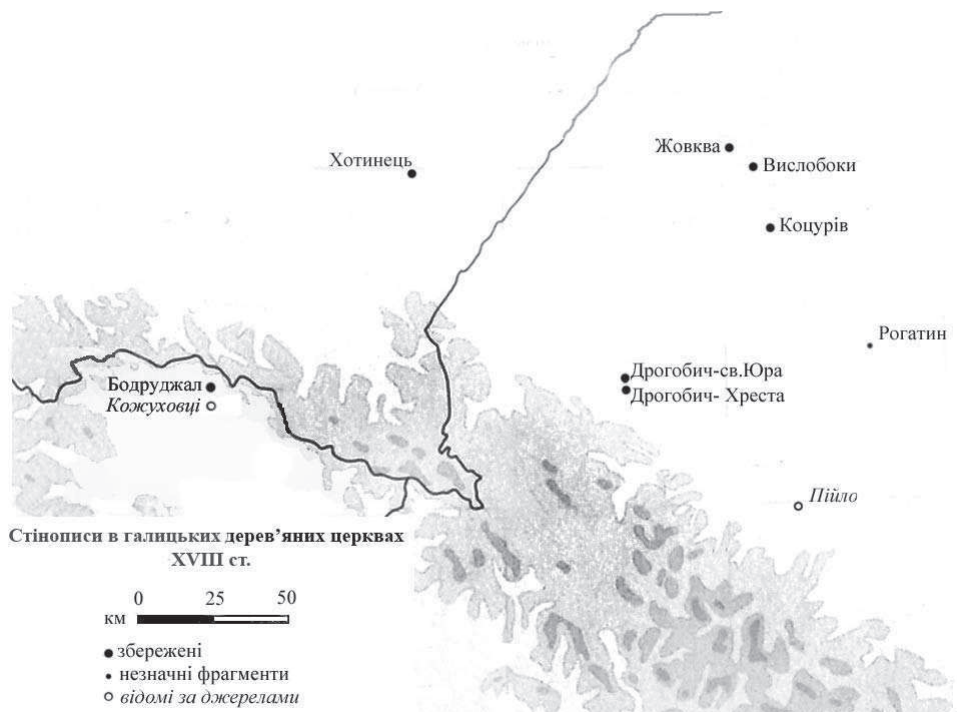 Хотинець
Жовква
Вислобоки
Коцурів
Рогатин
Дрогобич-св.Юра
Дрогобич- Хреста
Бодруджал
Кожуховці
Пійло
Стінописи в галицьких дерев’яних церквах
XVIII ст.
0 25 50
км
збережені
незначні фрагменти
відомі за джерелами